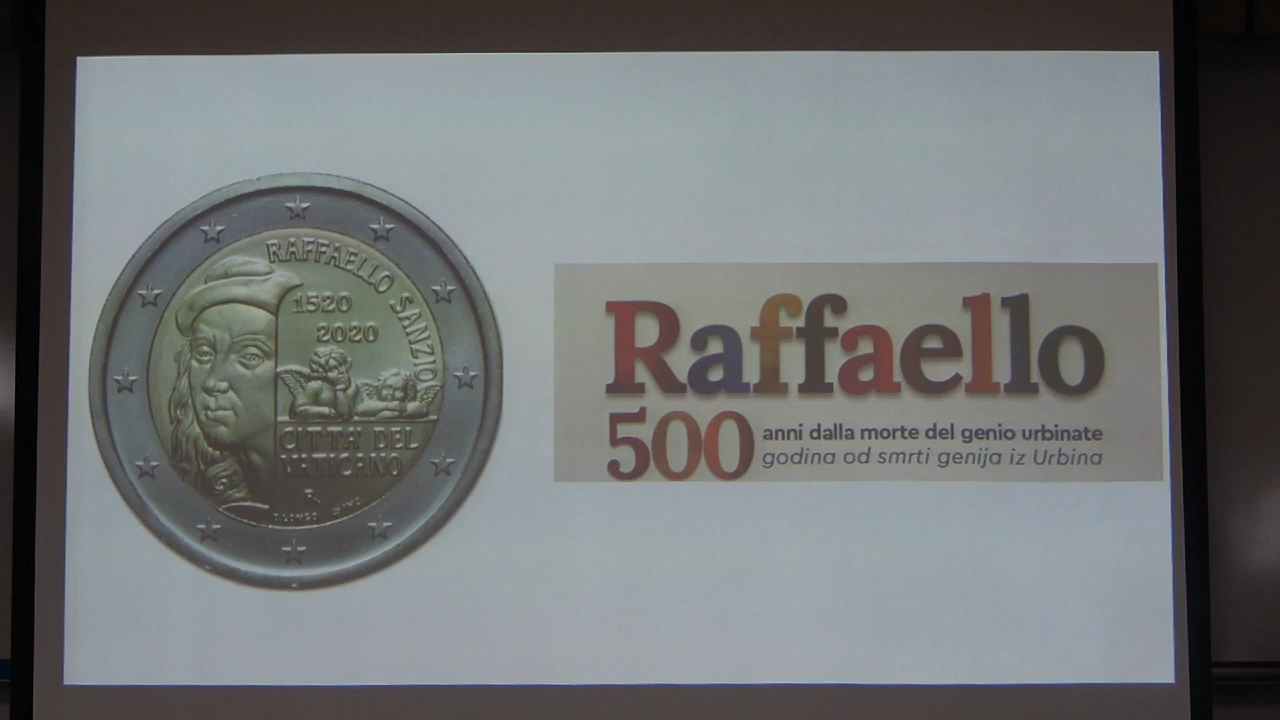 RAFFAELLO SANZIO
1520
2020
CITTA' DEL
VATICANO
Raffaello
500
anni dalla morte del genio urbinate
godina od smrti genija iz Urbina